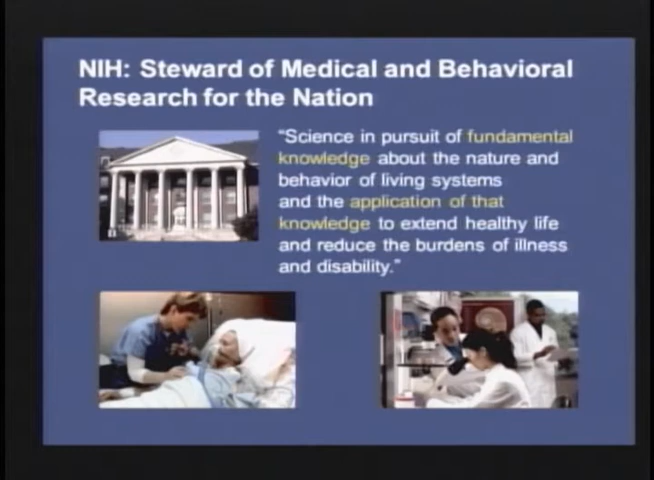 NIH: Steward of Medical and Behavioral
Research for the Nation
"Science in pursuit of fundamental
knowledge about the nature and
behavior of living systems
and the application of that
knowledge to extend healthy life
and reduce the burdens of illness
and disability."